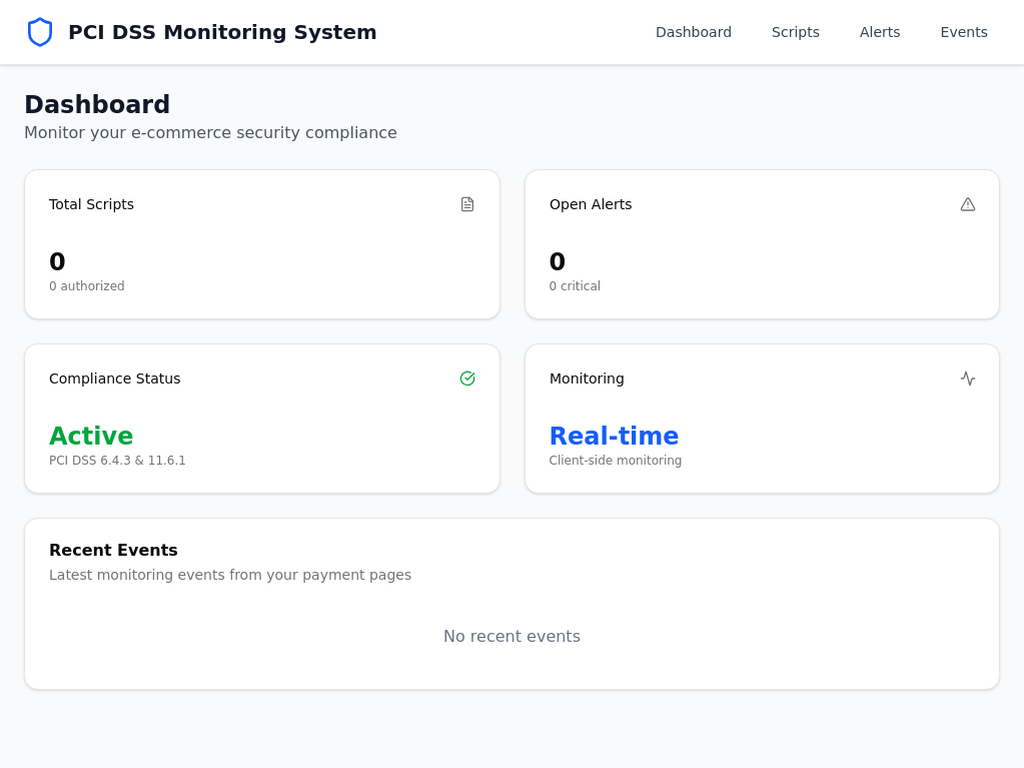 PCI DSS Monitoring System
Dashboard
Scripts
Alerts
Events
Dashboard
Monitor your e-commerce security compliance
Total Scripts
0
0 authorized
Open Alerts
0
0 critical
Compliance Status
Active
PCI DSS 6.4.3 & 11.6.1
Monitoring
Real-time
Client-side monitoring
Recent Events
Latest monitoring events from your payment pages
No recent events